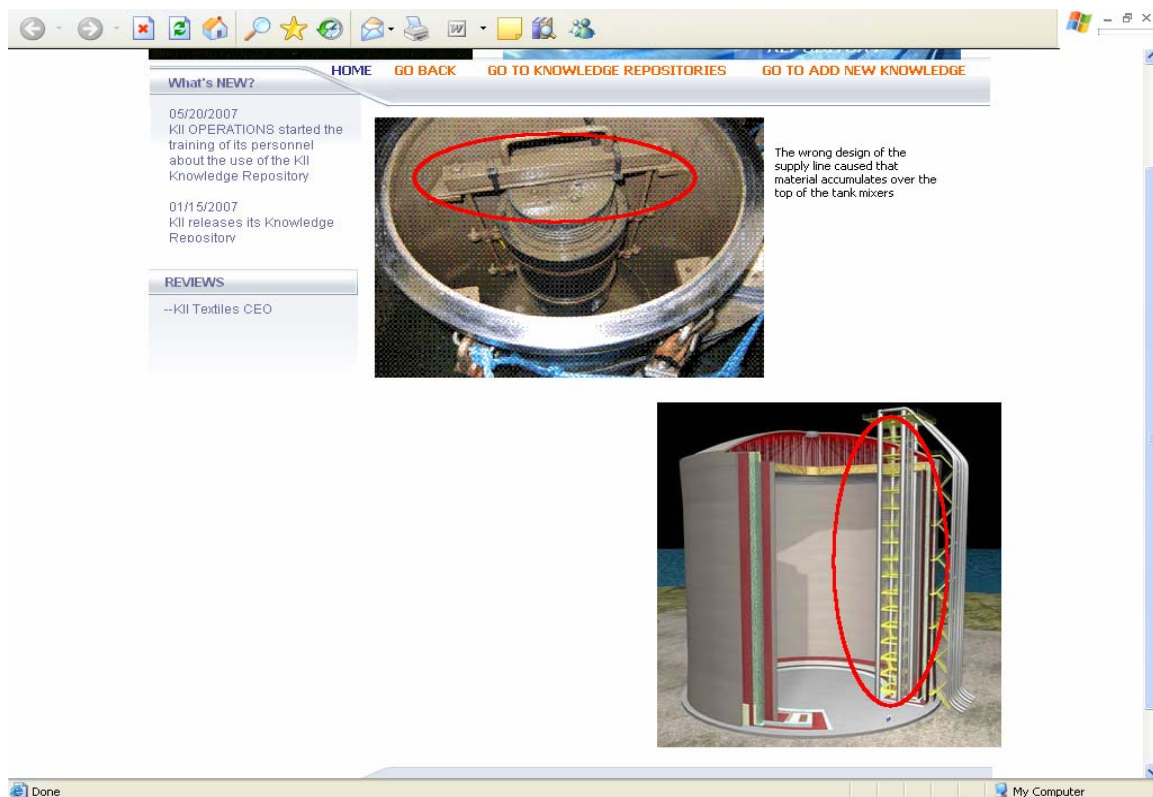 HOME GO BACK GO TO KNOWLEDGE REPOSITORIES GO TO ADD NEW KNOWLEDGE
What's NEW?
05/20/2007
KII OPERATIONS started the
training of its personnel
about the use of the KII
Knowledge Repository
01/15/2007
KII releases its Knowledge
Repository
REVIEWS
--KII Textiles CEO
The wrong design of the
supply line caused that
material accumulates over the
top of the tank mixers
Done
My Computer